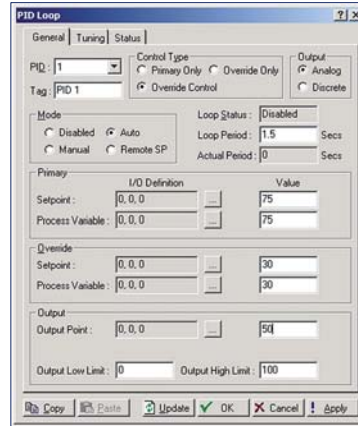 PID Loop
General Tuning Status
PID : 1
Tag : PID 1
Control Type
Primary Only Override Only
Override Control
Output
Analog
Discrete
Mode
Disabled Auto
Manual Remote SP
Loop Status : Disabled
Loop Period : 1.5 Secs
Actual Period : 0 Secs
Primary
I/O Definition Value
Setpoint : 0, 0, 0 ... 75
Process Variable : 0, 0, 0 ... 75
Override
Setpoint : 0, 0, 0 ... 30
Process Variable : 0, 0, 0 ... 30
Output
Output Point : 0, 0, 0 ... 50
Output Low Limit : 0 Output High Limit : 100
Copy Paste Update OK Cancel Apply